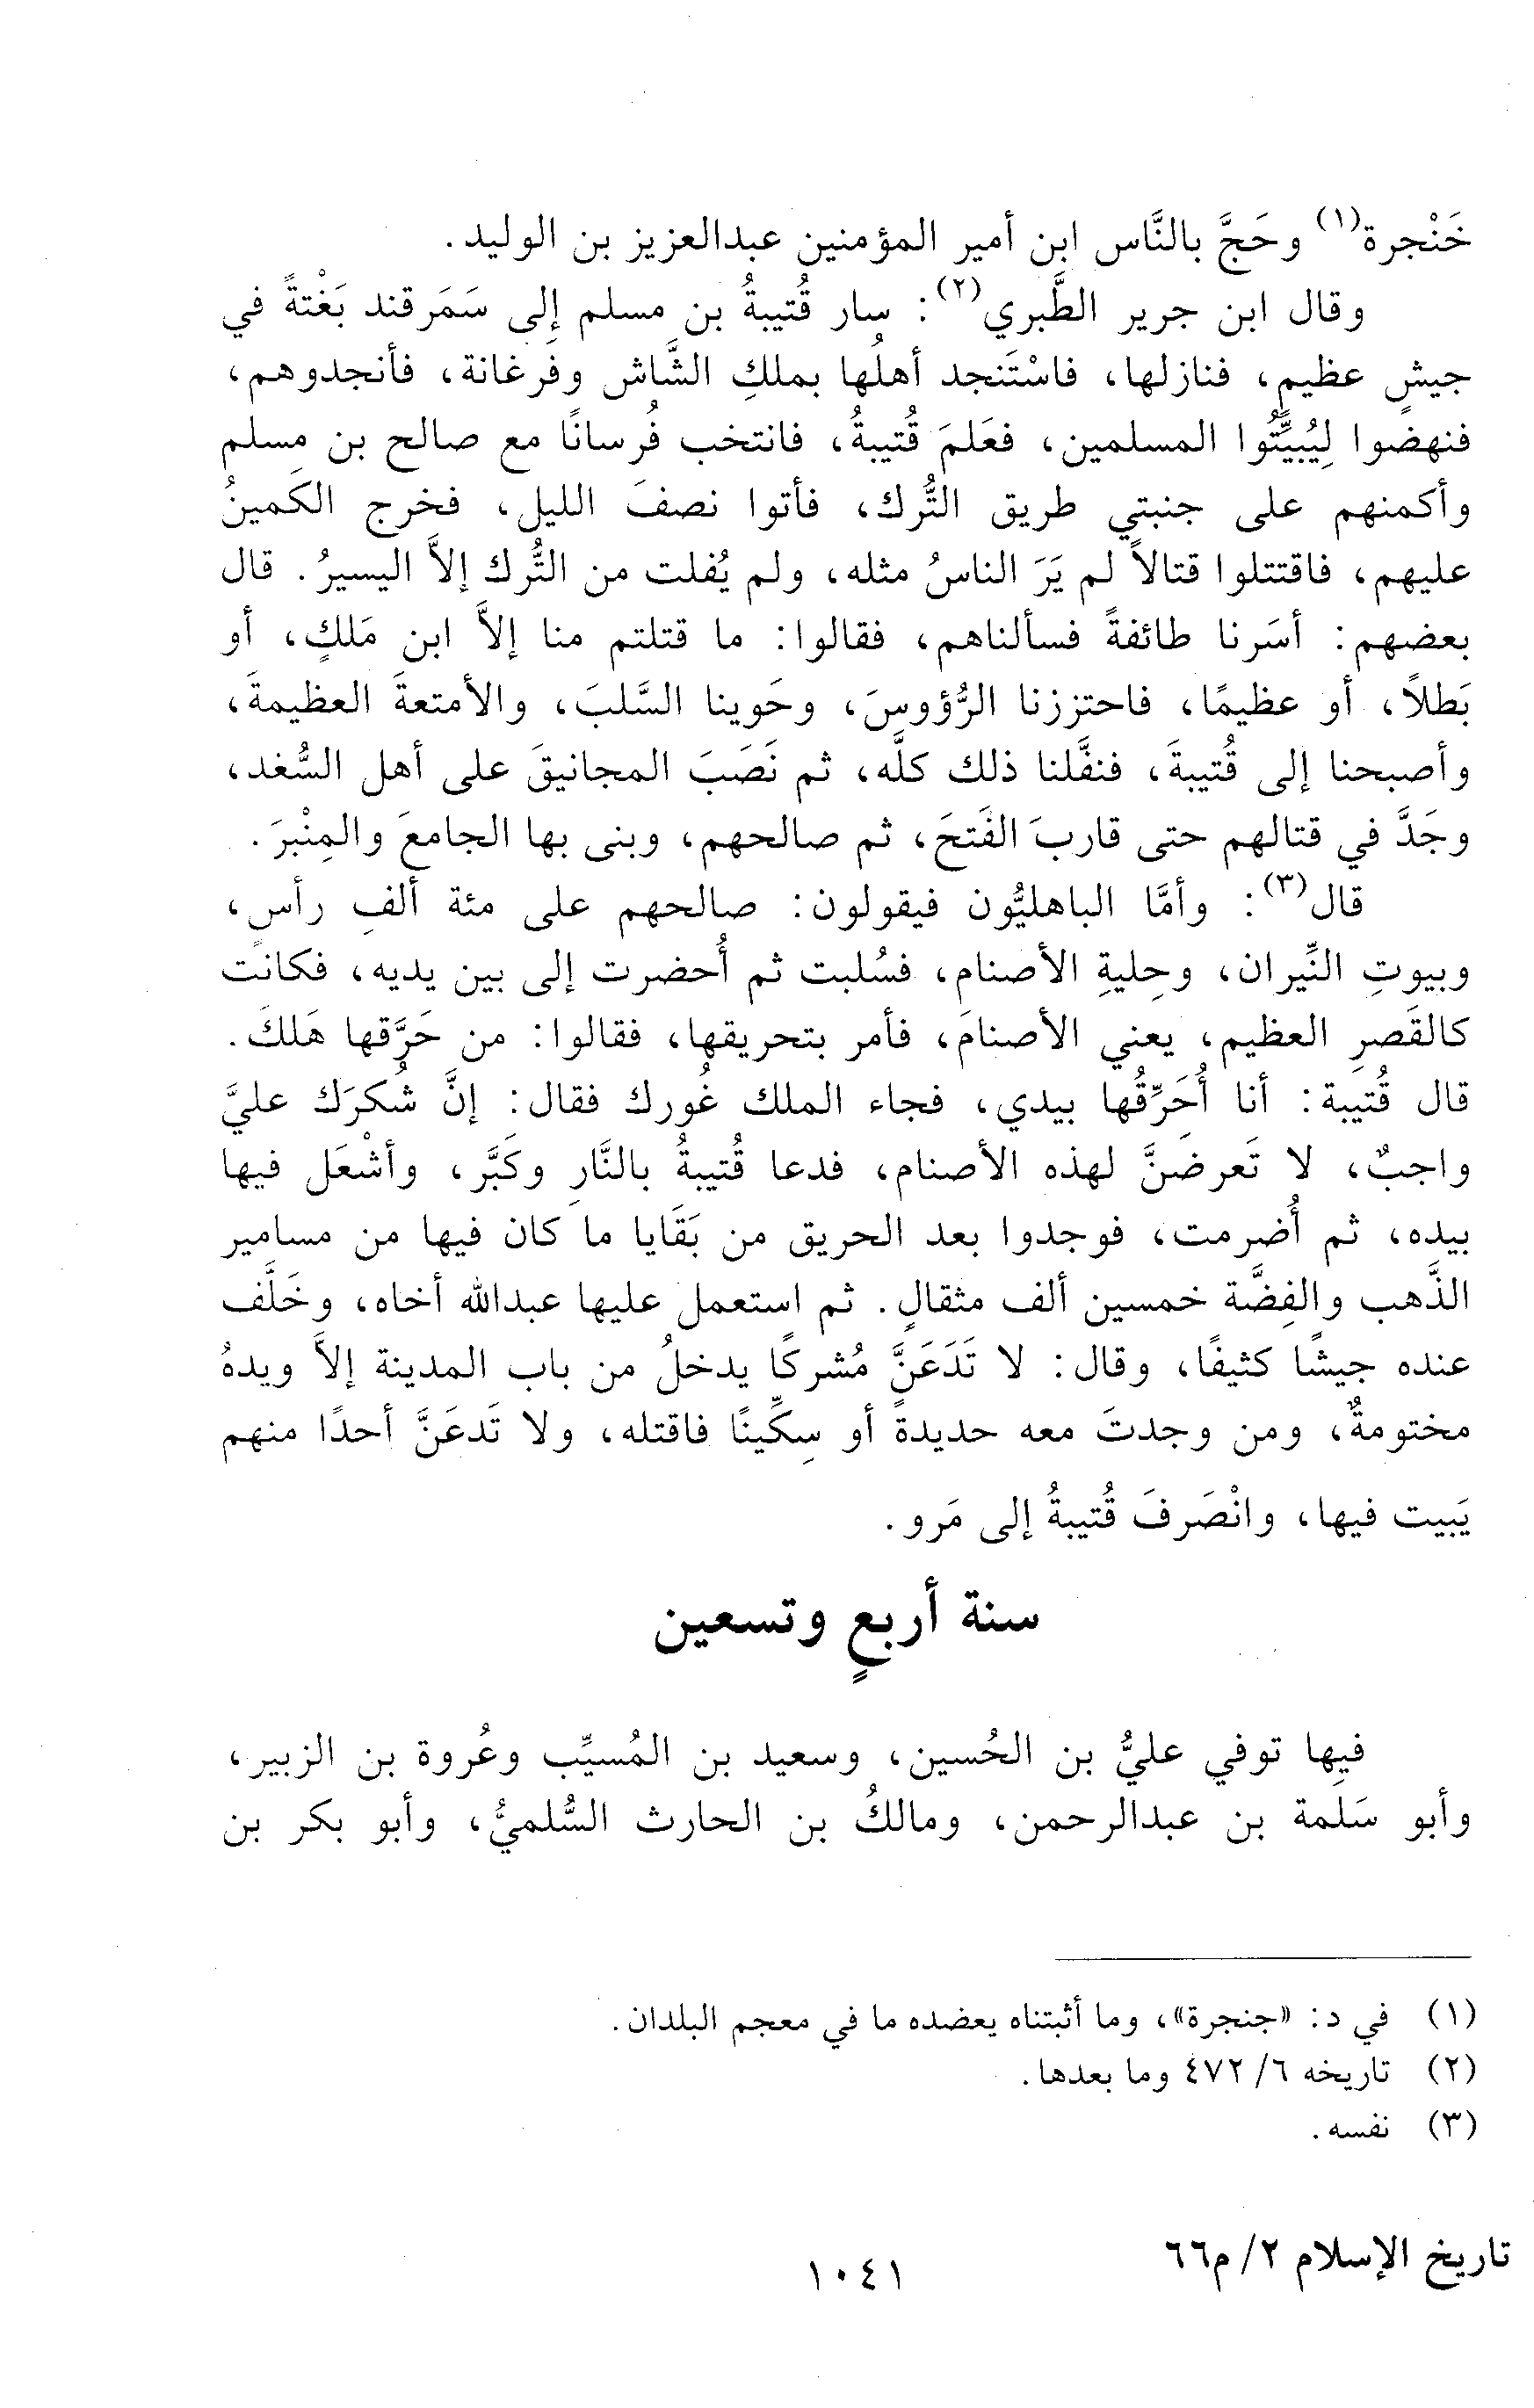 خَنْجرة(١) وحَجَّ بالنَّاس ابن أمير المؤمنين عبدالعزيز بن الوليد.
وقال ابن جرير الطَّبري(٢): سار قُتيبةُ بن مسلم إلى سَمَرقند بَغْتةً في
جيشٍ عظيمٍ، فنازلها، فاسْتَنجد أهلُها بملكِ الشَّاش وفَرغانة، فأنجدوهم،
فنهضُوا لِيُبيِّتُوا المسلمين، فعَلمَ قُتيبةُ، فانتخب فُرسانًا مع صالح بن مسلم
وأكمنهم على جنبتي طريق التُّرك، فأتوا نصفَ الليل، فخرج الكَمينُ
عليهم، فاقتتلوا قتالاً لم يَرَ الناسُ مثله، ولم يُفلت من التُّرك إلاَّ اليسيرُ. قال
بعضهم: أسَرنا طائفةً فسألناهم، فقالوا: ما قتلتم منا إلاَّ ابن مَلكٍ، أو
بَطلاً، أو عظيمًا، فاحتززنا الرُّؤوسَ، وحَوينا السَّلبَ، والأمتعةَ العظيمةَ،
وأصبحنا إلى قُتيبةَ، فنفَّلنا ذلك كلَّه، ثم نَصَبَ المجانيقَ على أهل السُّغد،
وجَدَّ في قتالهم حتى قاربَ الفَتحَ، ثم صالحهم، وبنى بها الجامعَ والمِنْبرَ.
قال(٣): وأمَّا الباهليُّون فيقولون: صالحهم على مئة ألفِ رأس،
وبيوتِ النِّيران، وحِليةِ الأصنام، فسُلبت ثم أُحضرت إلى بين يديه، فكانت
كالقَصرِ العظيم، يعني الأصنامَ، فأمر بتحريقها، فقالوا: من حَرَّقها هَلكَ.
قال قُتيبة: أنا أُحَرِّقُها بيدي، فجاء الملك غُورك فقال: إنَّ شُكرَك عليَّ
واجبٌ، لا تَعرضَنَّ لهذه الأصنام، فدعا قُتيبةُ بالنَّارِ وكَبَّر، وأشْعَل فيها
بيده، ثم أُضرمت، فوجدوا بعد الحريق من بَقَايا ما كان فيها من مسامير
الذَّهب والفِضَّة خمسين ألف مثقالٍ. ثم استعمل عليها عبدالله أخاه، وخَلَّف
عنده جيشًا كثيفًا، وقال: لا تَدَعَنَّ مُشركًا يدخلُ من باب المدينة إلاَّ ويدهُ
مختومةٌ، ومن وجدتَ معه حديدةً أو سِكِّينًا فاقتله، ولا تَدعَنَّ أحدًا منهم
يَبيت فيها، وانْصَرفَ قُتيبةُ إلى مَرو.
سنة أربعٍ وتسعين
فيها توفي عليُّ بن الحُسين، وسعيد بن المُسيِّب وعُروة بن الزبير،
وأبو سَلَمة بن عبدالرحمن، ومالكُ بن الحارث السُّلميُّ، وأبو بكر بن
(١) في د: «جنجرة»، وما أثبتناه يعضده ما في معجم البلدان.
(٢) تاريخه ٦/ ٤٧٢ وما بعدها.
(٣) نفسه.
تاريخ الإسلام ٢/ م٦٦
١٠٤١